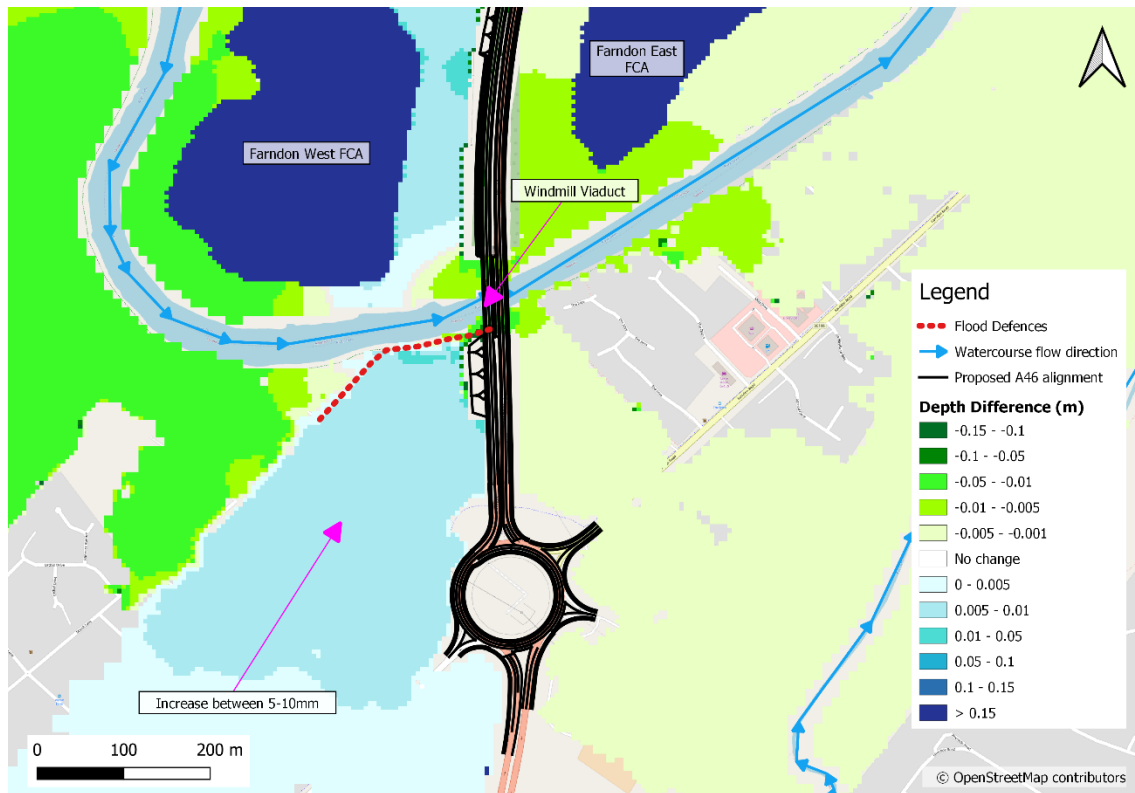 Farndon East
FCA
Farndon West FCA
Windmill Viaduct
Increase between 5-10mm
0 100 200 m
Legend
Flood Defences
Watercourse flow direction
Proposed A46 alignment
Depth Difference (m)
-0.15 - -0.1
-0.1 - -0.05
-0.05 - -0.01
-0.01 - -0.005
-0.005 - -0.001
No change
0 - 0.005
0.005 - 0.01
0.01 - 0.05
0.05 - 0.1
0.1 - 0.15
> 0.15
© OpenStreetMap contributors